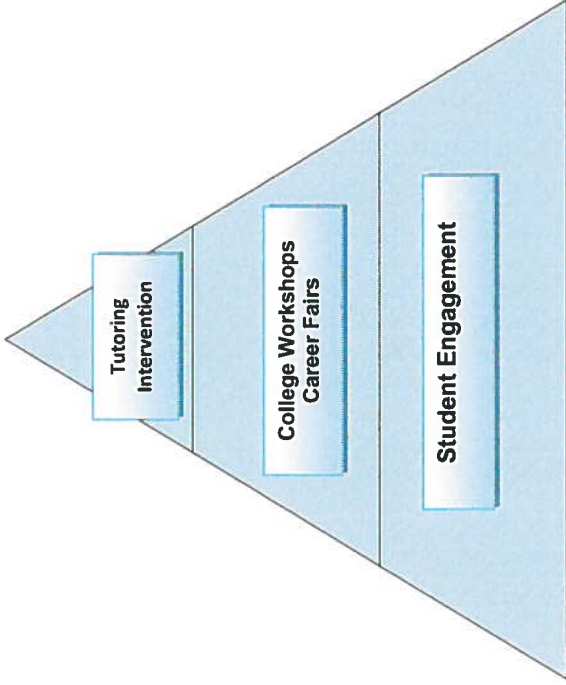 Tutoring
Intervention
College Workshops
Career Fairs
Student Engagement